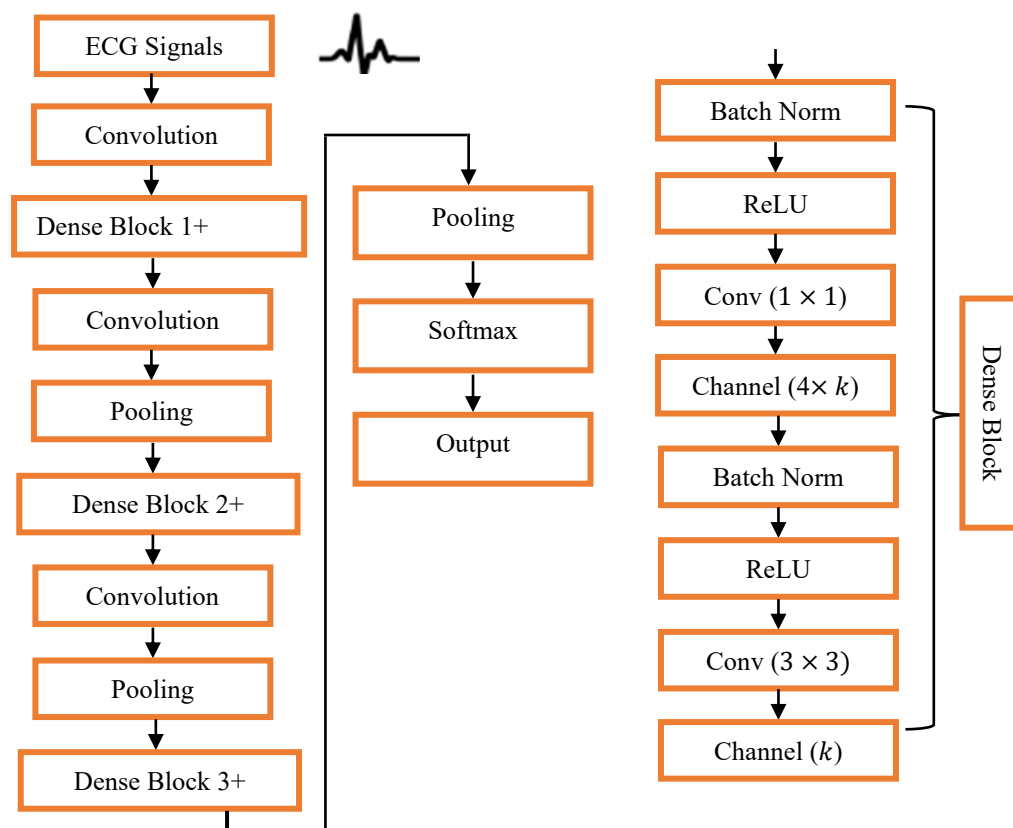 ECG Signals
Convolution
Dense Block 1+
Convolution
Pooling
Dense Block 2+
Convolution
Pooling
Dense Block 3+
Pooling
Softmax
Output
Batch Norm
ReLU
Conv (1 × 1)
Channel (4× k)
Batch Norm
ReLU
Conv (3 × 3)
Channel (k)
Dense Block